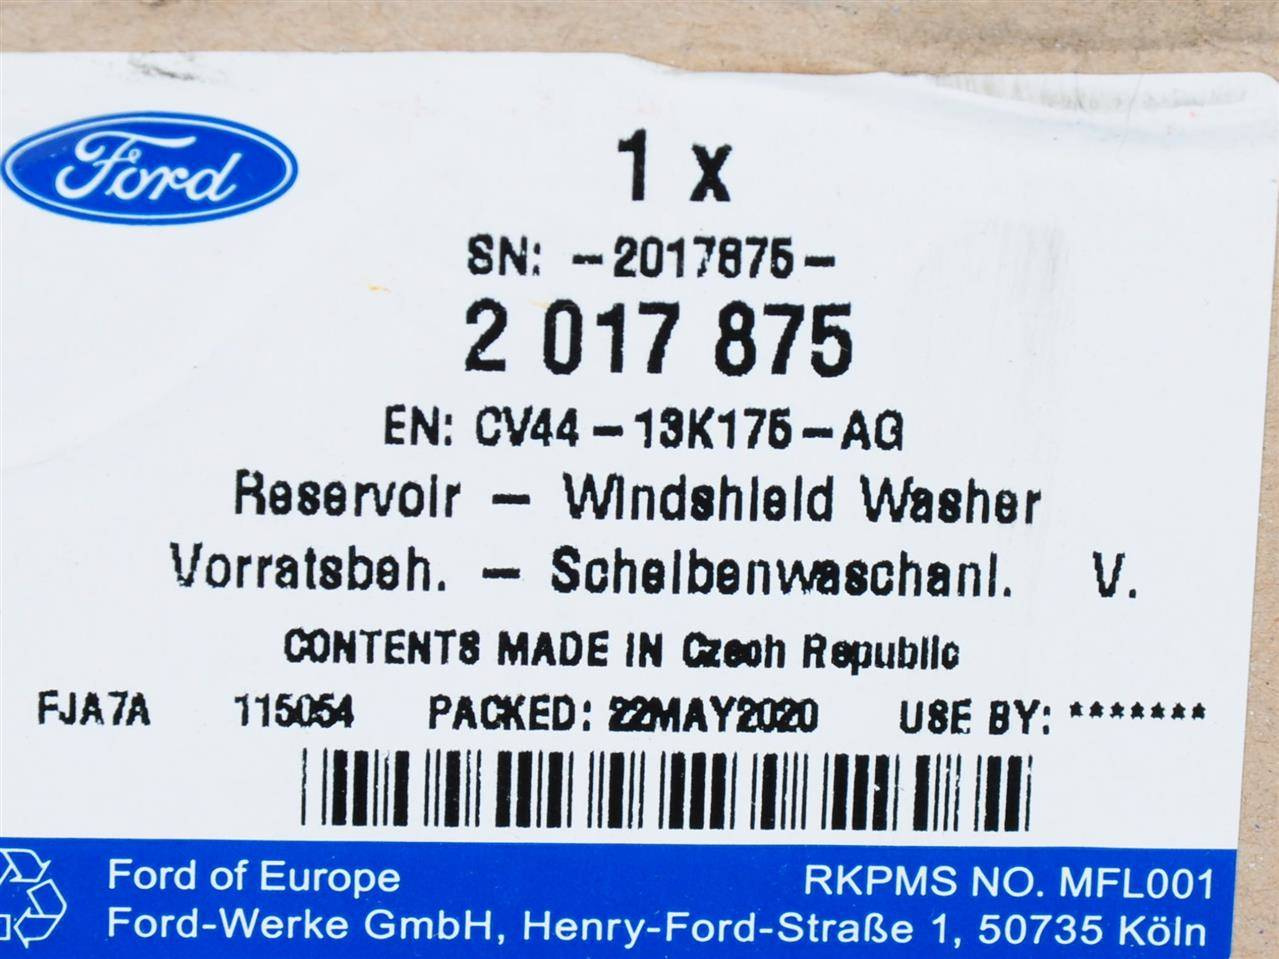 Ford
1 x
SN: -2017875-
2 017 875
EN: CV44-13K175-AG
Reservoir - Windshield Washer
Vorratsbeh. - Scheibenwaschanl. V.
CONTENTS MADE IN Czech Republic
FJA7A 115054 PACKED: 22MAY2020 USE BY: *******
Ford of Europe RKPMS NO. MFL001
Ford-Werke GmbH, Henry-Ford-Straße 1, 50735 Köln